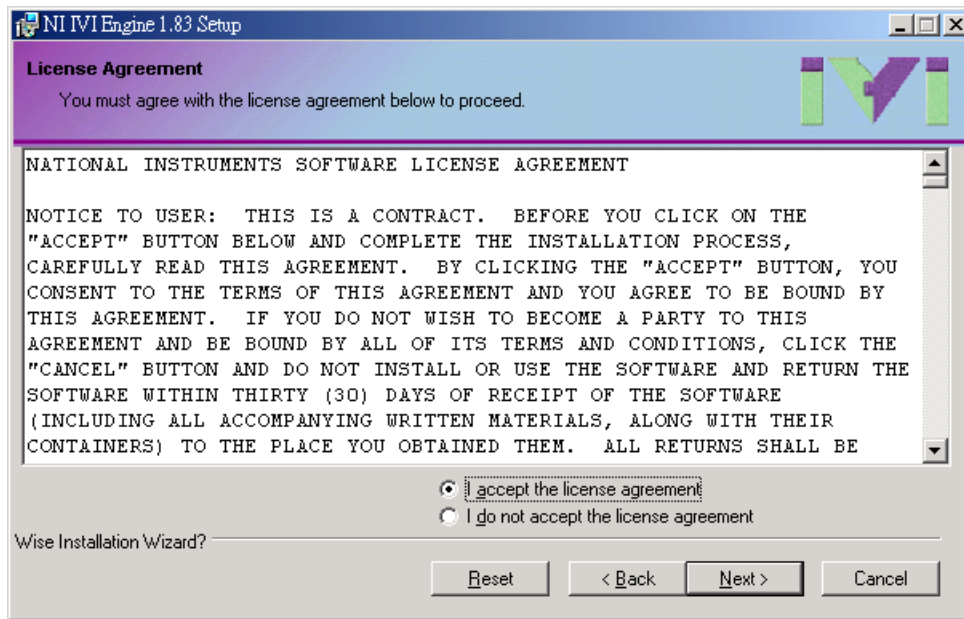 NI IVI Engine 1.83 Setup
License Agreement
You must agree with the license agreement below to proceed.
IVI
NATIONAL INSTRUMENTS SOFTWARE LICENSE AGREEMENT
NOTICE TO USER:  THIS IS A CONTRACT.  BEFORE YOU CLICK ON THE
"ACCEPT" BUTTON BELOW AND COMPLETE THE INSTALLATION PROCESS,
CAREFULLY READ THIS AGREEMENT.  BY CLICKING THE "ACCEPT" BUTTON, YOU
CONSENT TO THE TERMS OF THIS AGREEMENT AND YOU AGREE TO BE BOUND BY
THIS AGREEMENT.  IF YOU DO NOT WISH TO BECOME A PARTY TO THIS
AGREEMENT AND BE BOUND BY ALL OF ITS TERMS AND CONDITIONS, CLICK THE
"CANCEL" BUTTON AND DO NOT INSTALL OR USE THE SOFTWARE AND RETURN THE
SOFTWARE WITHIN THIRTY (30) DAYS OF RECEIPT OF THE SOFTWARE
(INCLUDING ALL ACCOMPANYING WRITTEN MATERIALS, ALONG WITH THEIR
CONTAINERS) TO THE PLACE YOU OBTAINED THEM.  ALL RETURNS SHALL BE
I accept the license agreement
I do not accept the license agreement
Wise Installation Wizard?
Reset
< Back
Next >
Cancel